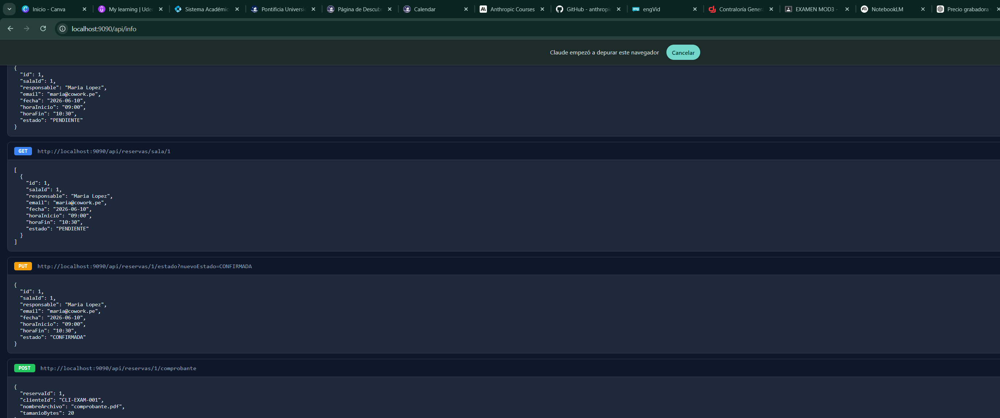 Inicio - Canva
My learning | Ude
Sistema Académic
Pontificia Universi
Página de Descub
Calendar
Anthropic Courses
GitHub - anthropic
engVid
Contraloría Genera
EXAMEN MOD3 -
NotebookLM
Precio grabadora
localhost:9090/api/info
Claude empezó a depurar este navegador
Cancelar
{
"id": 1,
"salaId": 1,
"responsable": "Maria Lopez",
"email": "maria@cowork.pe",
"fecha": "2026-06-10",
"horaInicio": "09:00",
"horaFin": "10:30",
"estado": "PENDIENTE"
}
GET http://localhost:9090/api/reservas/sala/1
[
{
"id": 1,
"salaId": 1,
"responsable": "Maria Lopez",
"email": "maria@cowork.pe",
"fecha": "2026-06-10",
"horaInicio": "09:00",
"horaFin": "10:30",
"estado": "PENDIENTE"
}
]
PUT http://localhost:9090/api/reservas/1/estado?nuevoEstado=CONFIRMADA
{
"id": 1,
"salaId": 1,
"responsable": "Maria Lopez",
"email": "maria@cowork.pe",
"fecha": "2026-06-10",
"horaInicio": "09:00",
"horaFin": "10:30",
"estado": "CONFIRMADA"
}
POST http://localhost:9090/api/reservas/1/comprobante
{
"reservaId": 1,
"clienteId": "CLI-EXAM-001",
"nombreArchivo": "comprobante.pdf",
"tamanioBytes": 20